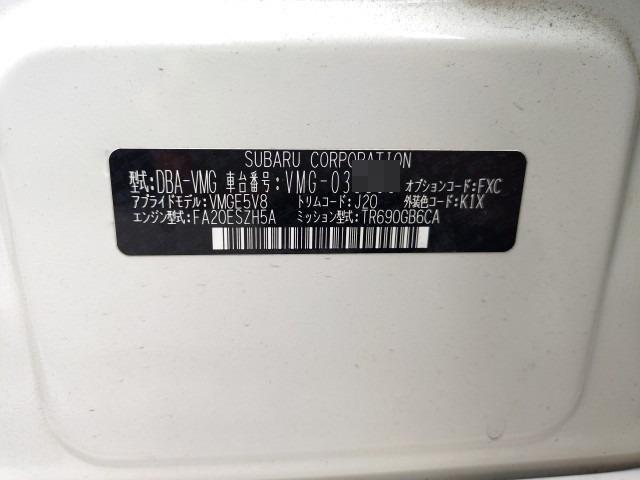 SUBARU CORPORATION
型式:DBA-VMG 車台番号:VMG-03 オプションコード:FXC
アプライドモデル:VMGE5V8 トリムコード:J20 外装色コード:K1X
エンジン型式:FA20ESZH5A ミッション型式:TR690GB6CA